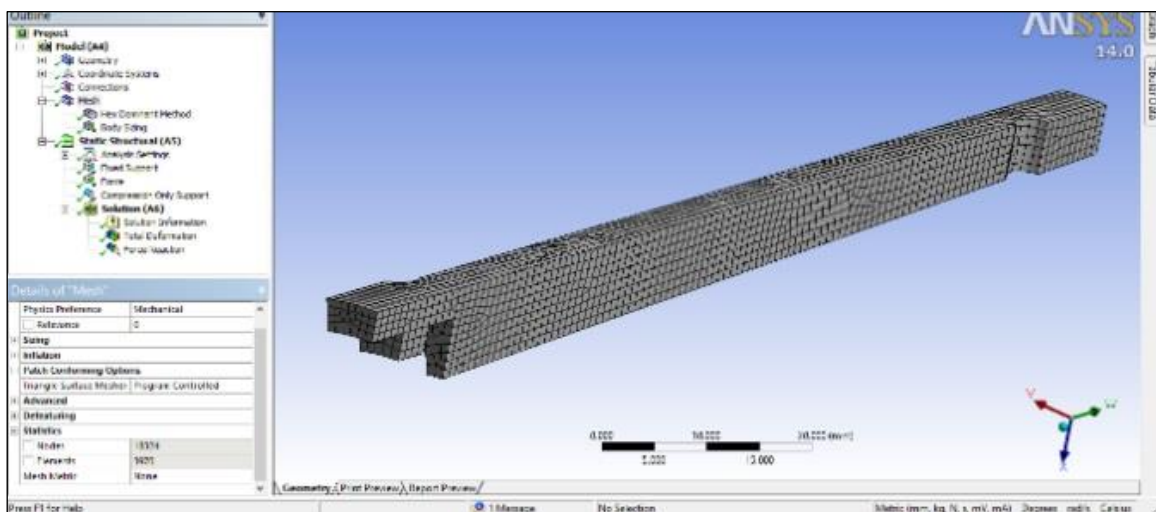 Outline
Project
Model (A4)
Geometry
Coordinate Systems
Connections
Mesh
Hex Dominant Method
Body Sizing
Static Structural (A5)
Analysis Settings
Fixed Support
Force
Compression Only Support
Solution (A6)
Solution Information
Total Deformation
Force Reaction
Details of "Mesh"
Physics Preference Mechanical
Relevance 0
Sizing
Inflation
Patch Conforming Options
Triangle Surface Mesher Program Controlled
Advanced
Defeaturing
Statistics
Nodes
Elements
Mesh Metric None
ANSYS
14.0
Graph
Tabular Data
0.000 (mm)
5.000
Geometry Print Preview Report Preview
Press F1 for Help
1 Message
No Selection
Metric (mm, kg, N, s, mV, mA) Degrees rad/s Celsius